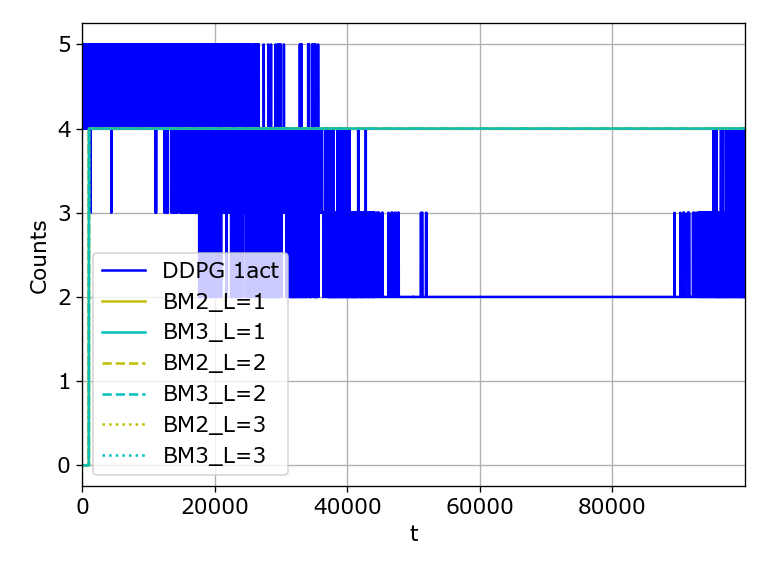 5
4
3
2
1
0
Counts
DDPG 1act
BM2_L=1
BM3_L=1
BM2_L=2
BM3_L=2
BM2_L=3
BM3_L=3
0 20000 40000 60000 80000
t